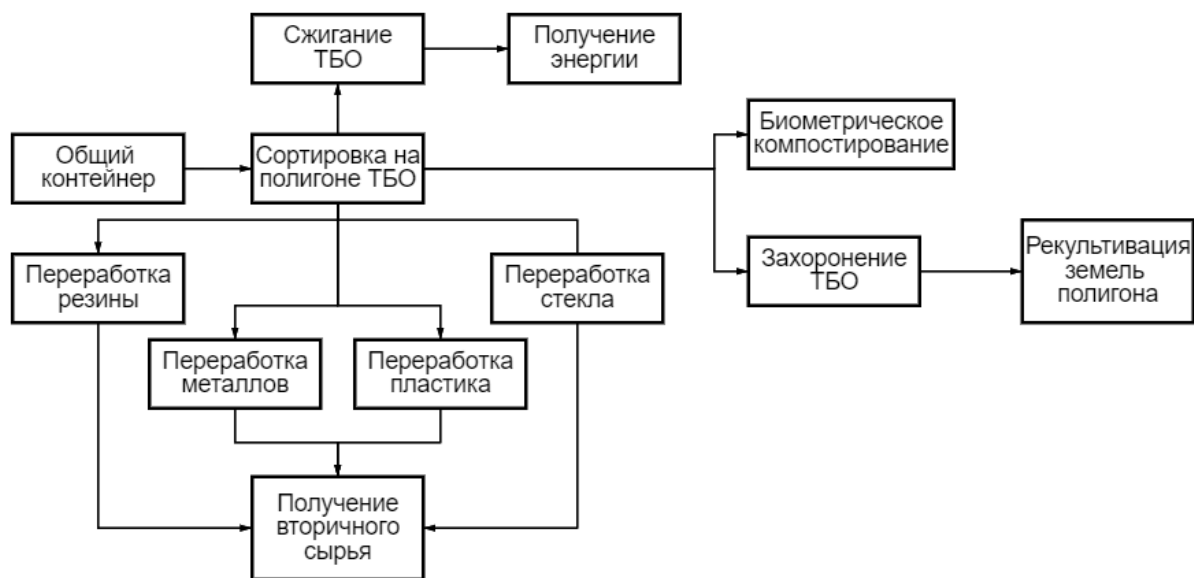 Сжигание
ТБО
Получение
энергии
Общий
контейнер
Сортировка на
полигоне ТБО
Биометрическое
компостирование
Переработка
резины
Переработка
стекла
Захоронение
ТБО
Рекультивация
земель
полигона
Переработка
металлов
Переработка
пластика
Получение
вторичного
сырья